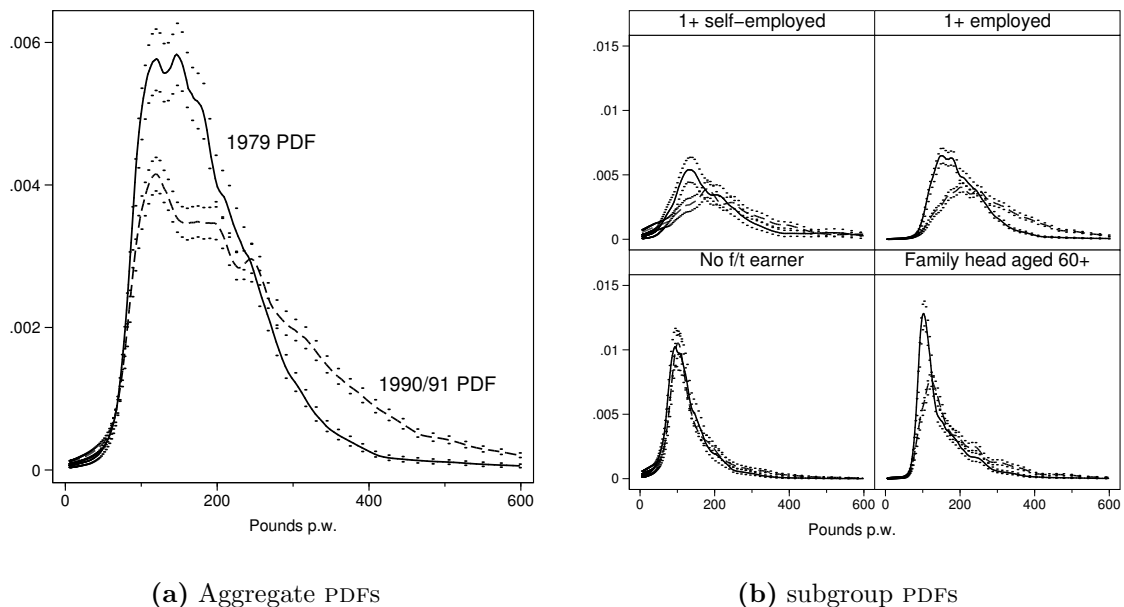 .006
.004
.002
0
1979 PDF
1990/91 PDF
0 200 400 600
Pounds p.w.
(a) Aggregate PDFs
1+ self−employed 1+ employed
.015
.01
.005
0
No f/t earner Family head aged 60+
.015
.01
.005
0
0 200 400 600 0 200 400 600
Pounds p.w.
(b) subgroup PDFs